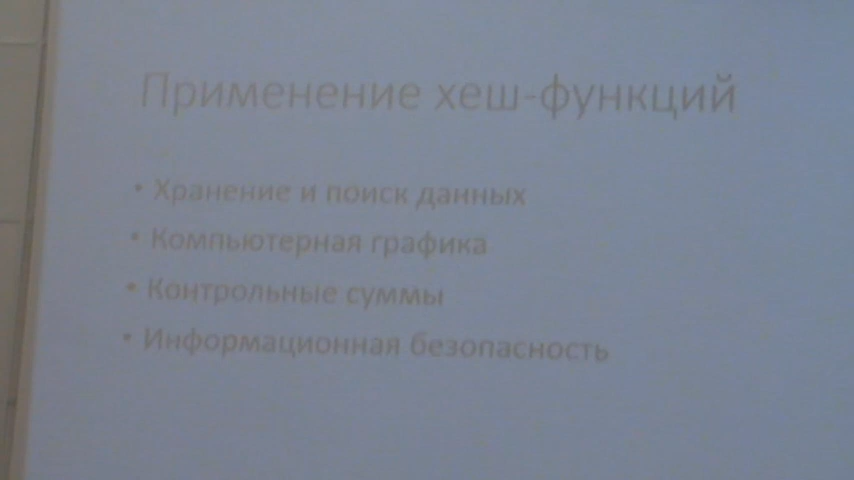 Применение хеш-функций
• Хранение и поиск данных
• Компьютерная графика
• Контрольные суммы
• Информационная безопасность